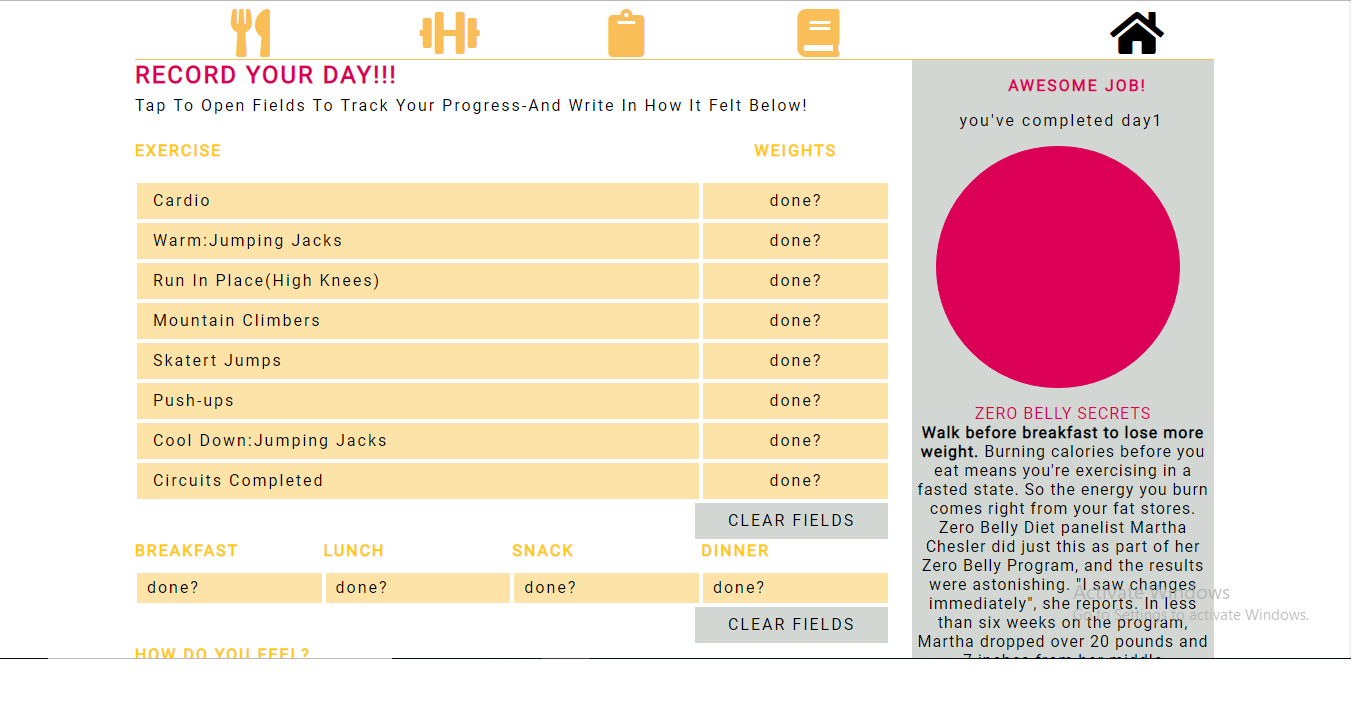 RECORD YOUR DAY!!!
Tap To Open Fields To Track Your Progress-And Write In How It Felt Below!
EXERCISE WEIGHTS
Cardio done?
Warm:Jumping Jacks done?
Run In Place(High Knees) done?
Mountain Climbers done?
Skatert Jumps done?
Push-ups done?
Cool Down:Jumping Jacks done?
Circuits Completed done?
CLEAR FIELDS
BREAKFAST LUNCH SNACK DINNER
done? done? done? done?
CLEAR FIELDS
HOW DO YOU FEEL?
AWESOME JOB!
you've completed day1
ZERO BELLY SECRETS
Walk before breakfast to lose more
weight. Burning calories before you
eat means you're exercising in a
fasted state. So the energy you burn
comes right from your fat stores.
Zero Belly Diet panelist Martha
Chesler did just this as part of her
Zero Belly Program, and the results
were astonishing. "I saw changes
immediately", she reports. In less
than six weeks on the program,
Martha dropped over 20 pounds and
7 inches from her middle
Activate Windows
Go to Settings to activate Windows.